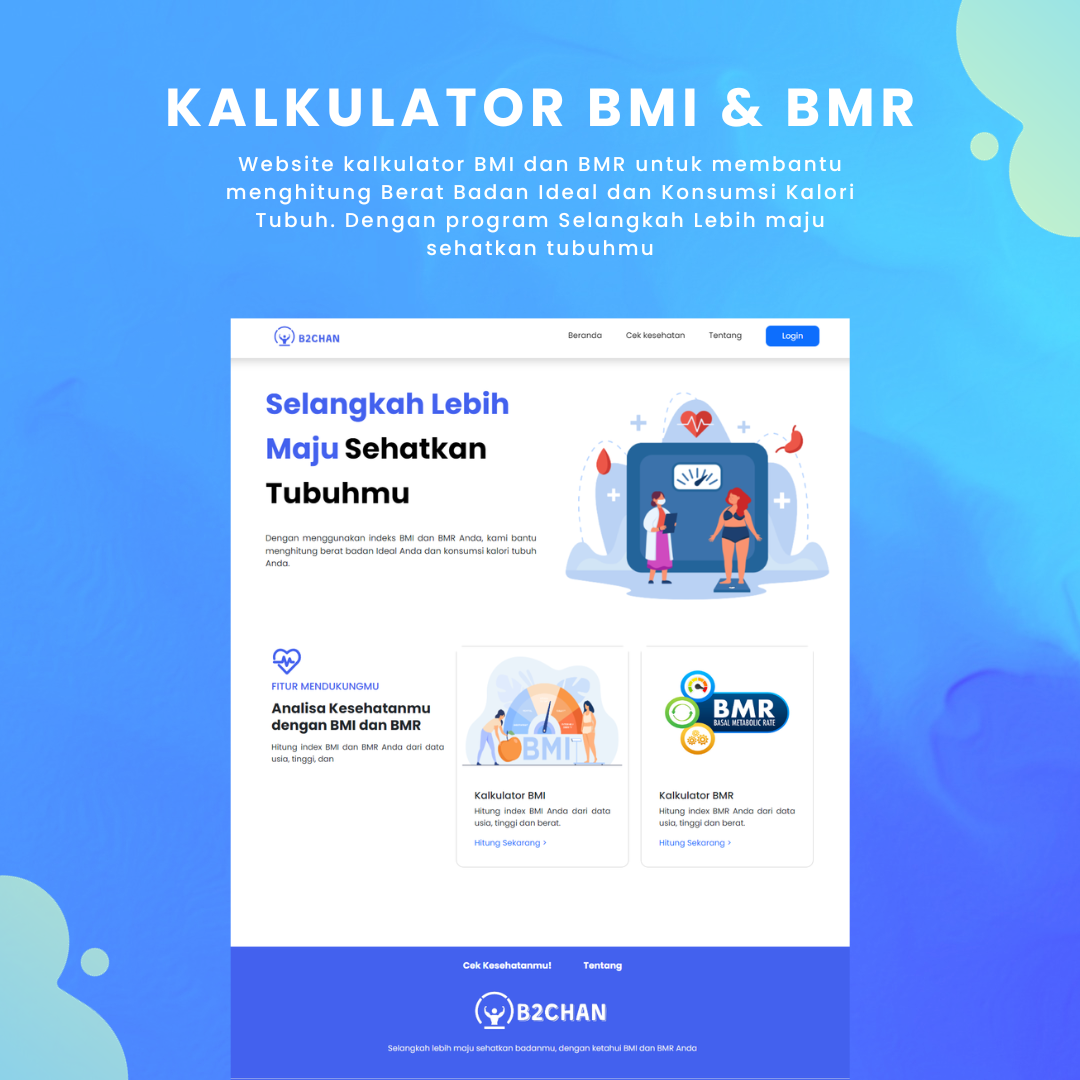 KALKULATOR BMI & BMR
Website kalkulator BMI dan BMR untuk membantu
menghitung Berat Badan Ideal dan Konsumsi Kalori
Tubuh. Dengan program Selangkah Lebih maju
sehatkan tubuhmu
B2CHAN
Beranda
Cek kesehatan
Tentang
Login
Selangkah Lebih
Maju Sehatkan
Tubuhmu
Dengan menggunakan indeks BMI dan BMR Anda, kami bantu
menghitung berat badan Ideal Anda dan konsumsi kalori tubuh
Anda.
FITUR MENDUKUNGMU
Analisa Kesehatanmu
dengan BMI dan BMR
Hitung index BMI dan BMR Anda dari data
usia, tinggi, dan
BMI
Kalkulator BMI
Hitung index BMI Anda dari data
usia, tinggi dan berat.
Hitung Sekarang >
BMR
BASAL METABOLIC RATE
Kalkulator BMR
Hitung index BMR Anda dari data
usia, tinggi dan berat.
Hitung Sekarang >
Cek Kesehatanmu!
Tentang
B2CHAN
Selangkah lebih maju sehatkan badanmu, dengan ketahui BMI dan BMR Anda